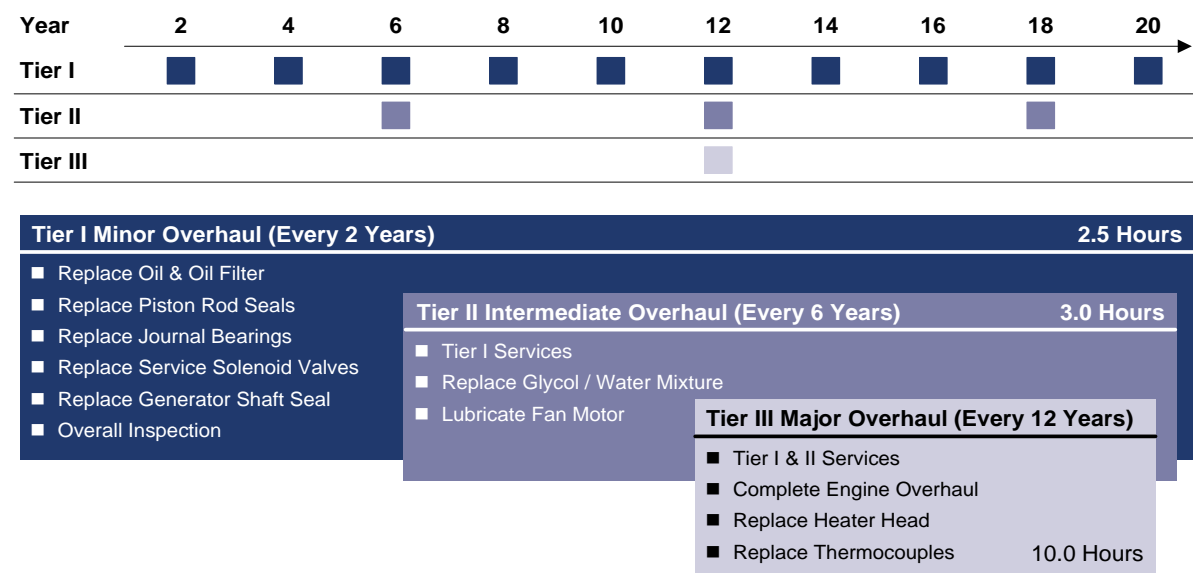 Year 2 4 6 8 10 12 14 16 18 20
Tier I
Tier II
Tier III
Tier I Minor Overhaul (Every 2 Years) 2.5 Hours
Replace Oil & Oil Filter
Replace Piston Rod Seals
Replace Journal Bearings
Replace Service Solenoid Valves
Replace Generator Shaft Seal
Overall Inspection
Tier II Intermediate Overhaul (Every 6 Years) 3.0 Hours
Tier I Services
Replace Glycol / Water Mixture
Lubricate Fan Motor
Tier III Major Overhaul (Every 12 Years)
Tier I & II Services
Complete Engine Overhaul
Replace Heater Head
Replace Thermocouples 10.0 Hours